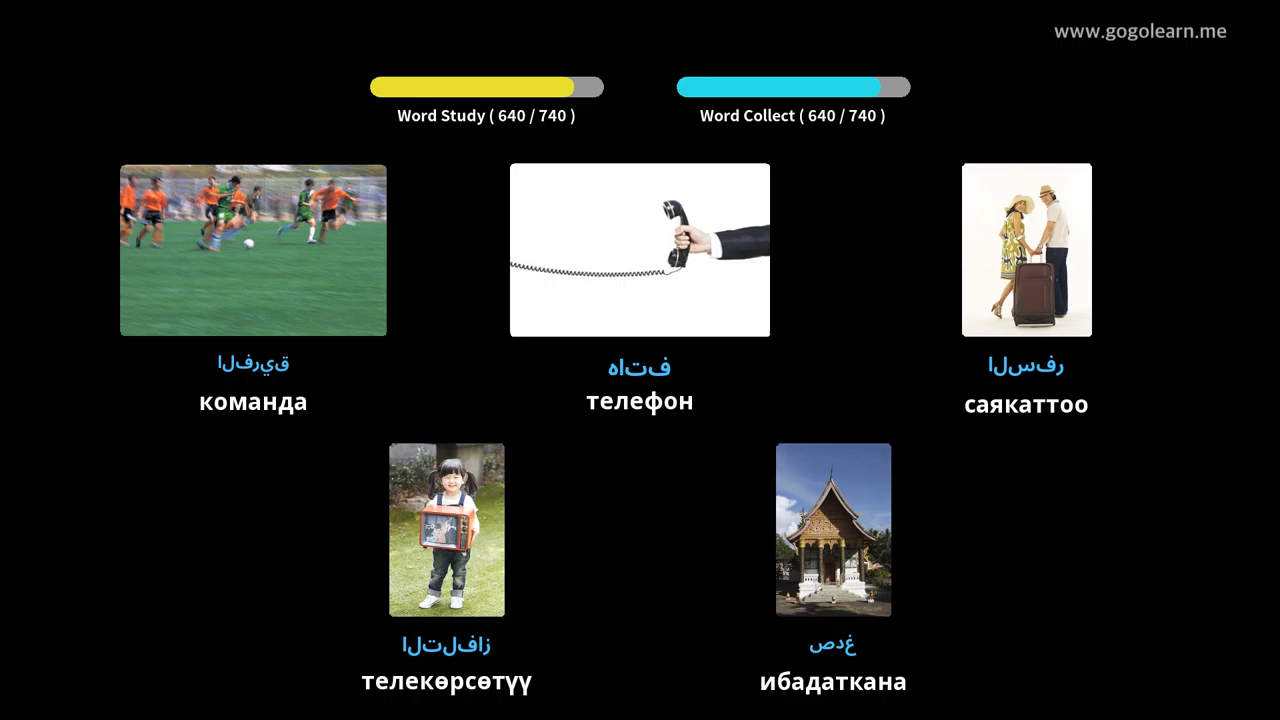 www.gogolearn.me
Word Study ( 640 / 740 )
Word Collect ( 640 / 740 )
الفريق
команда
هاتف
телефон
السفر
саякаттоо
التلفاز
телекөрсөтүү
صدغ
ибадаткана